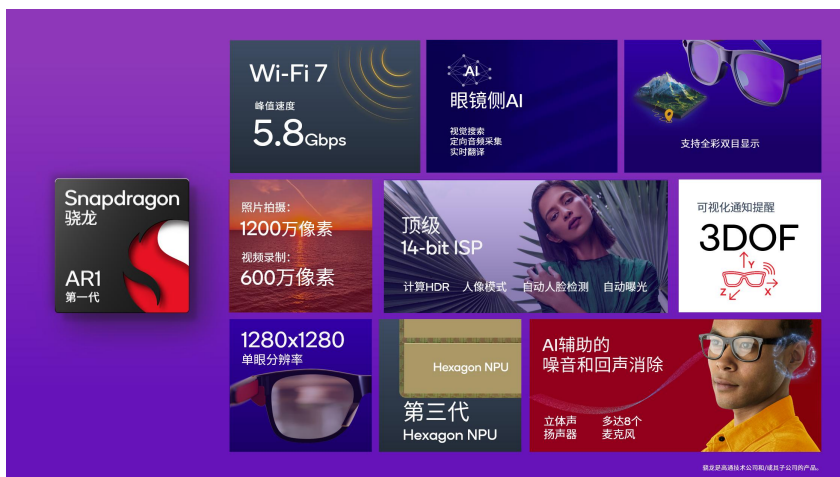 Snapdragon
骁龙
AR1
第一代
Wi-Fi 7
峰值速度
5.8Gbps
AI
眼镜侧AI
视觉搜索
定向音频采集
实时翻译
支持全彩双目显示
照片拍摄：
1200万像素
视频录制：
600万像素
顶级
14-bit ISP
计算HDR 人像模式 自动人脸检测 自动曝光
可视化通知提醒
3DOF
Y
Z
X
1280x1280
单眼分辨率
Hexagon NPU
第三代
Hexagon NPU
AI辅助的
噪音和回声消除
立体声
扬声器
多达8个
麦克风
骁龙是高通技术公司和/或其子公司的产品。